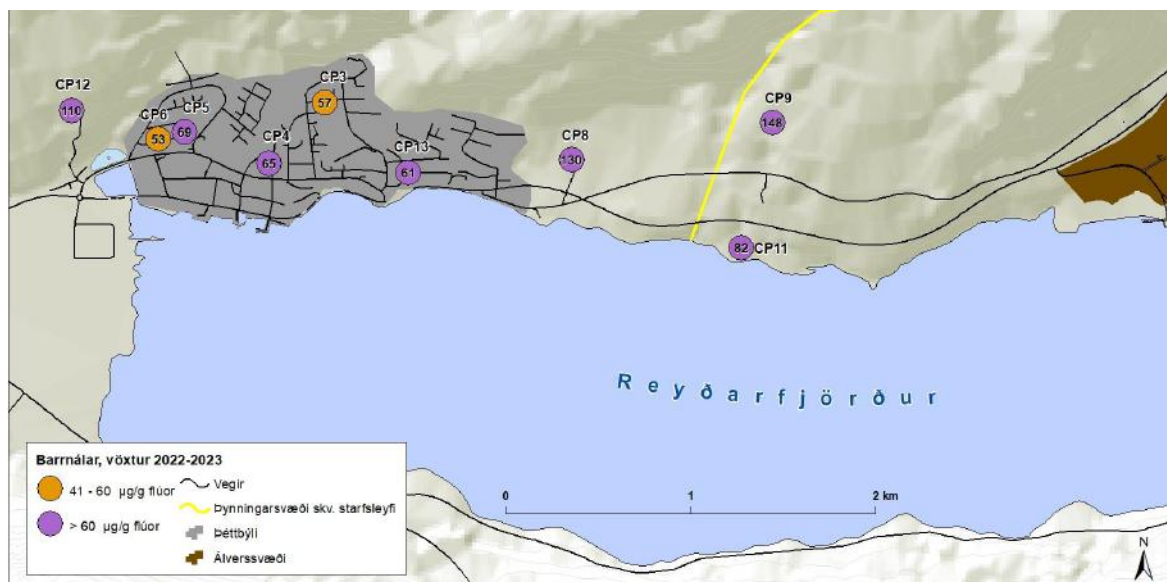 CP12
110
CP6
53
CP5
69
CP3
57
CP4
65
CP13
61
CP8
130
CP9
148
82 CP11
Reyðarfjörður
Barrnálar, vöxtur 2022-2023
41 - 60 µg/g flúor
> 60 µg/g flúor
Vegir
Þynningarsvæði skv. starfsleyfi
Þéttbýli
Álverssvæði
0 1 2 km
N